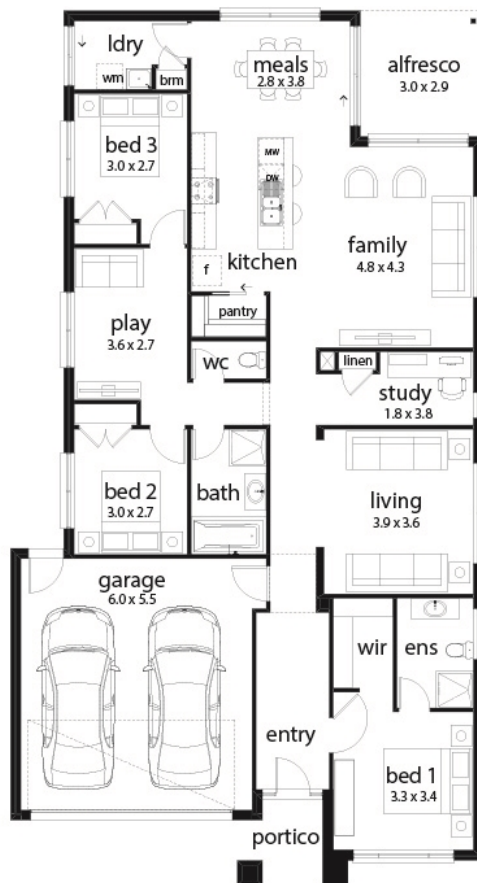 ldry
wm
brm
meals
2.8 x 3.8
alfresco
3.0 x 2.9
bed 3
3.0 x 2.7
MW
DW
family
4.8 x 4.3
f
kitchen
pantry
play
3.6 x 2.7
wc
linen
study
1.8 x 3.8
bed 2
3.0 x 2.7
bath
living
3.9 x 3.6
garage
6.0 x 5.5
wir
ens
entry
bed 1
3.3 x 3.4
portico